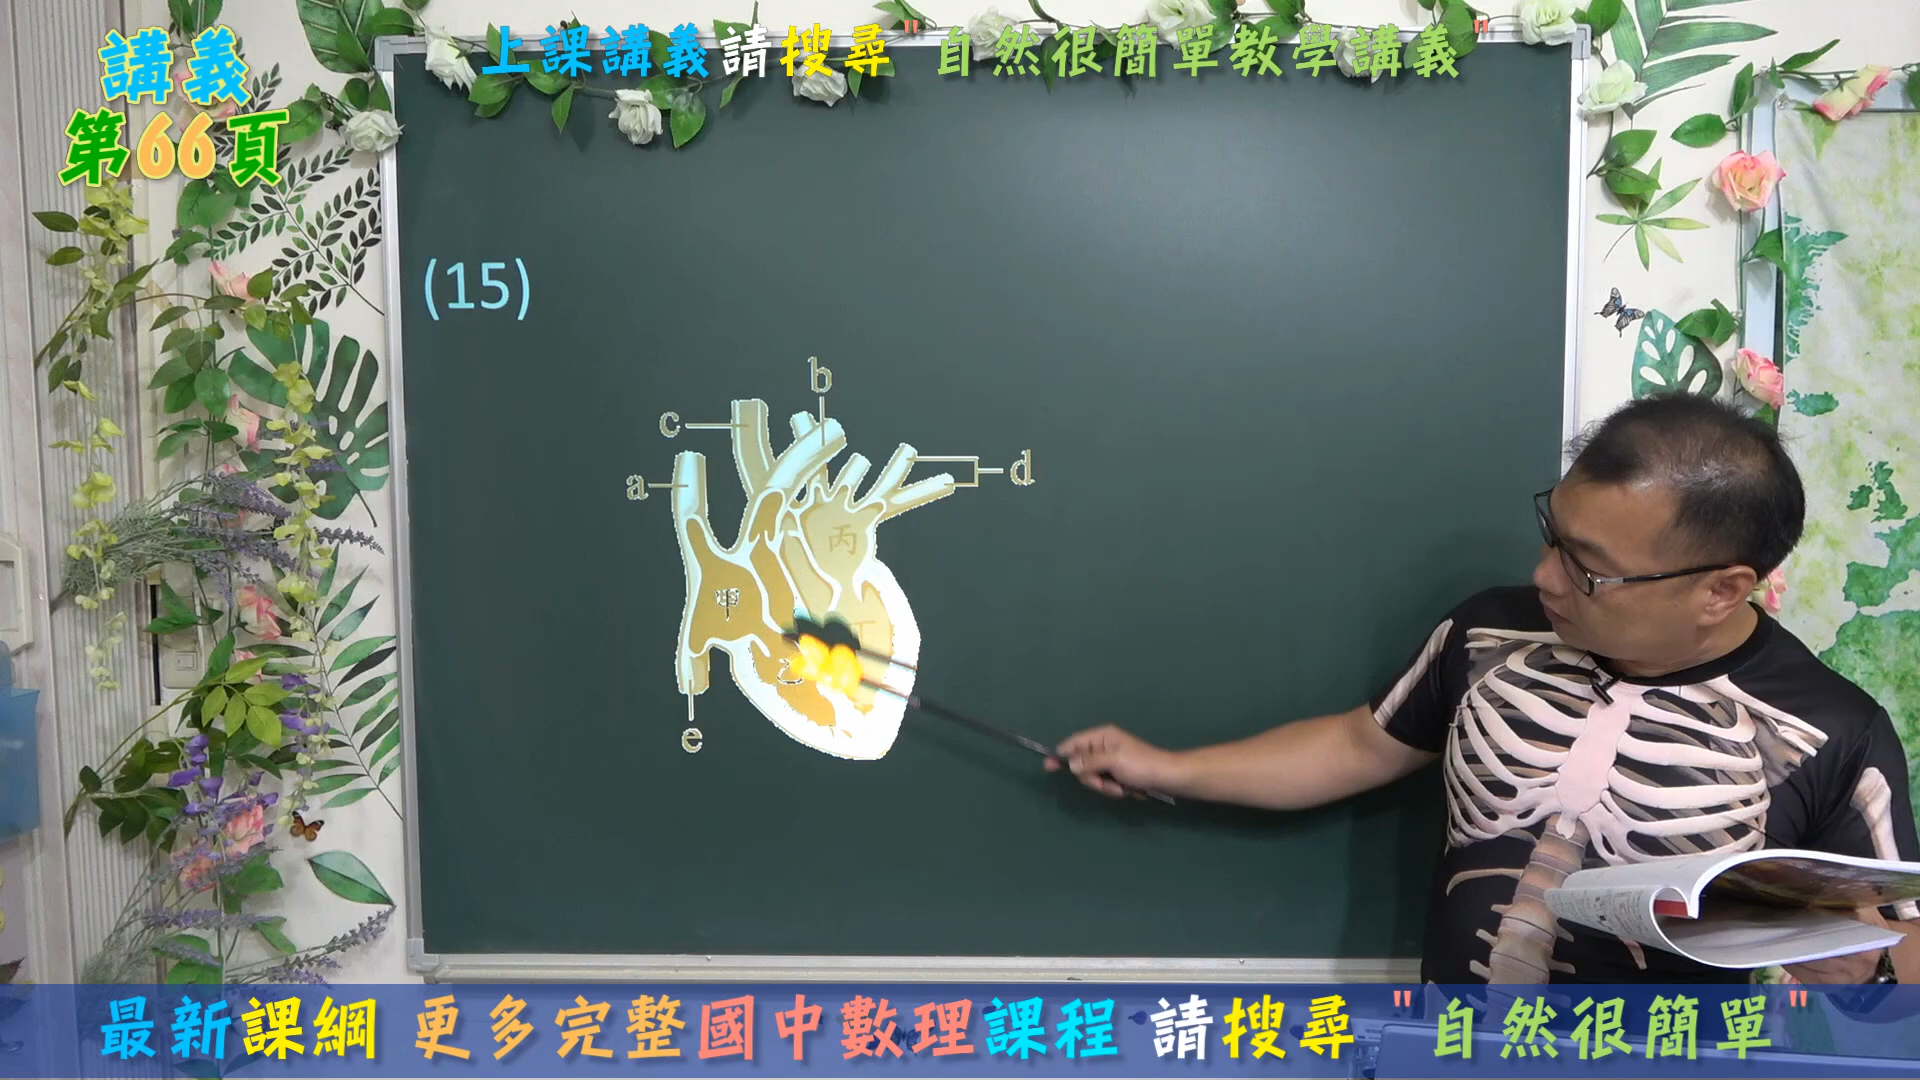 上課講義請搜尋"自然很簡單教學講義"
講義
第66頁
(15)
b
c
a
d
丙
甲
丁
乙
e
最新課綱 更多完整國中數理課程 請搜尋 "自然很簡單"